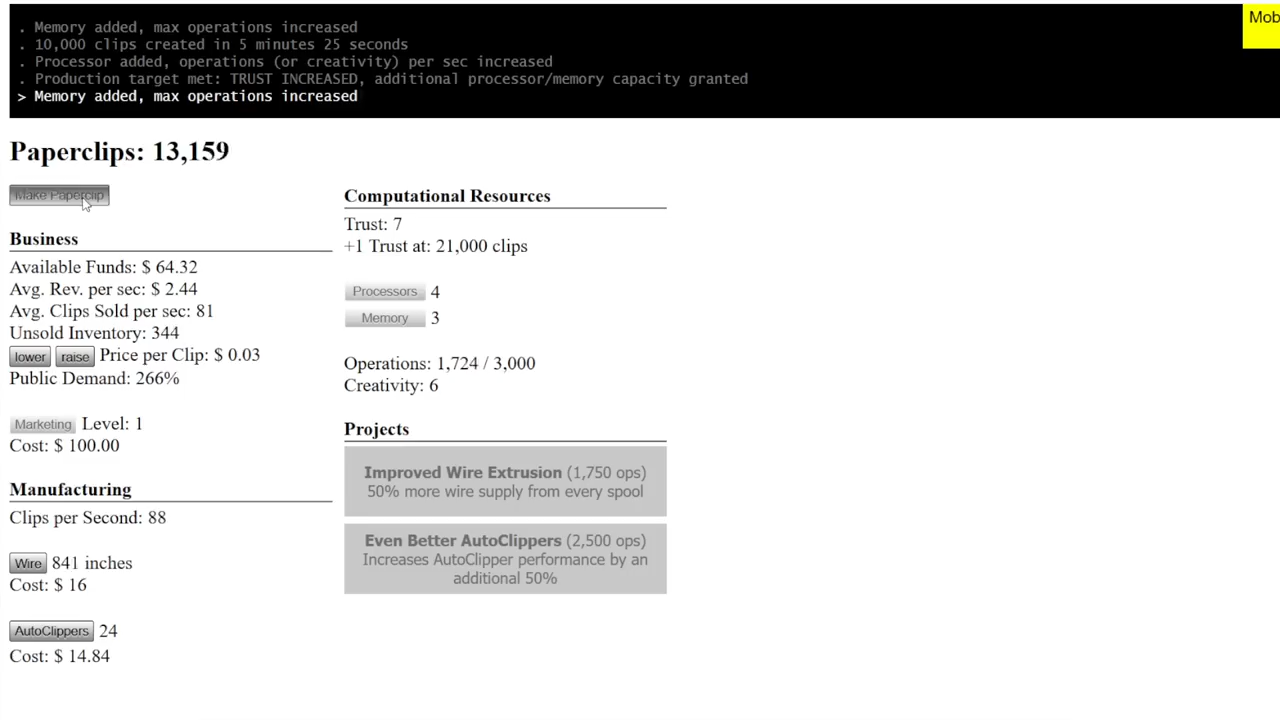 . Memory added, max operations increased
. 10,000 clips created in 5 minutes 25 seconds
. Processor added, operations (or creativity) per sec increased
. Production target met: TRUST INCREASED, additional processor/memory capacity granted
> Memory added, max operations increased
Mob
Paperclips: 13,159
Make Paperclip
Business
Available Funds: $ 64.32
Avg. Rev. per sec: $ 2.44
Avg. Clips Sold per sec: 81
Unsold Inventory: 344
lower raise Price per Clip: $ 0.03
Public Demand: 266%
Marketing Level: 1
Cost: $ 100.00
Manufacturing
Clips per Second: 88
Wire 841 inches
Cost: $ 16
AutoClippers 24
Cost: $ 14.84
Computational Resources
Trust: 7
+1 Trust at: 21,000 clips
Processors 4
Memory 3
Operations: 1,724 / 3,000
Creativity: 6
Projects
Improved Wire Extrusion (1,750 ops)
50% more wire supply from every spool
Even Better AutoClippers (2,500 ops)
Increases AutoClipper performance by an
additional 50%